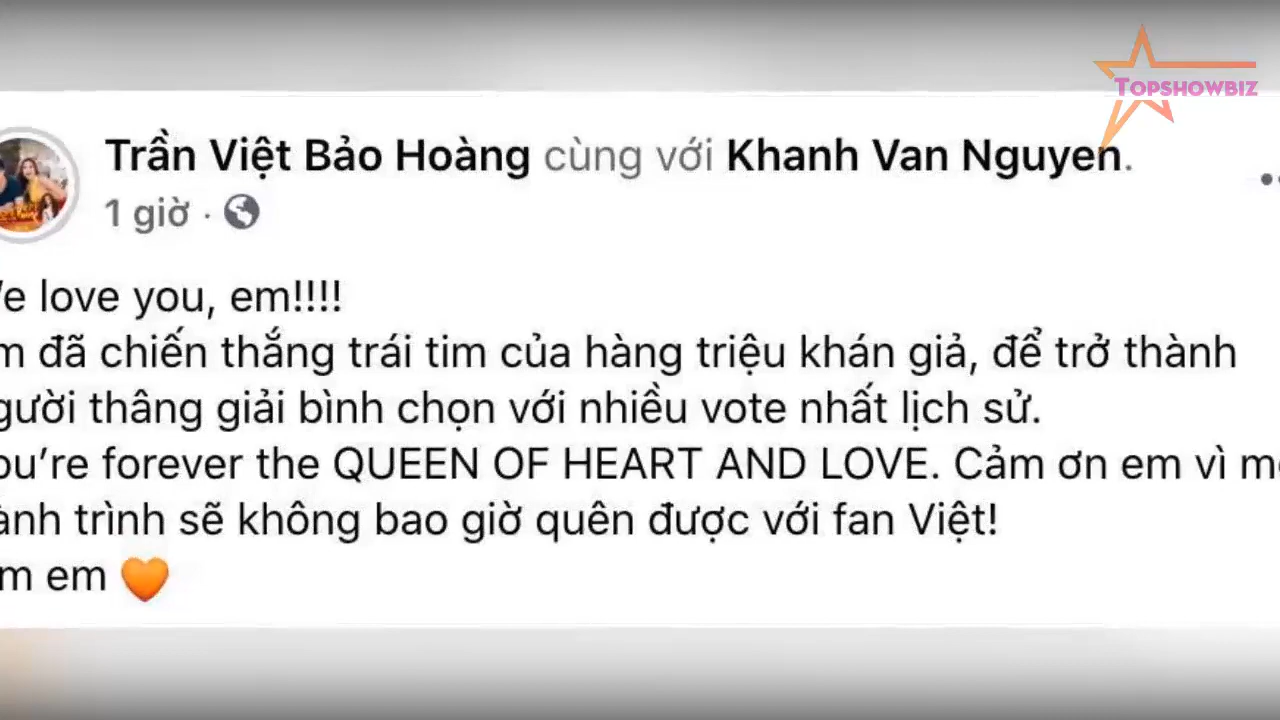 TOPSHOWBIZ
Trần Việt Bảo Hoàng cùng với Khanh Van Nguyen.
1 giờ ·
e love you, em!!!!
m đã chiến thắng trái tim của hàng triệu khán giả, để trở thành
gười thâng giải bình chọn với nhiều vote nhất lịch sử.
ou’re forever the QUEEN OF HEART AND LOVE. Cảm ơn em vì m
ành trình sẽ không bao giờ quên được với fan Việt!
m em 🧡